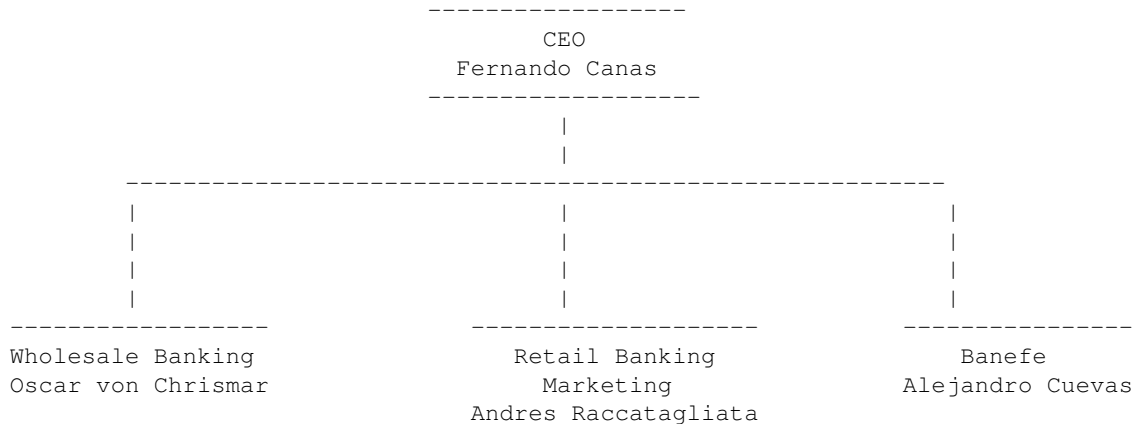 CEO
Fernando Canas
Wholesale Banking
Oscar von Chrismar
Retail Banking
Marketing
Andres Raccatagliata
Banefe
Alejandro Cuevas